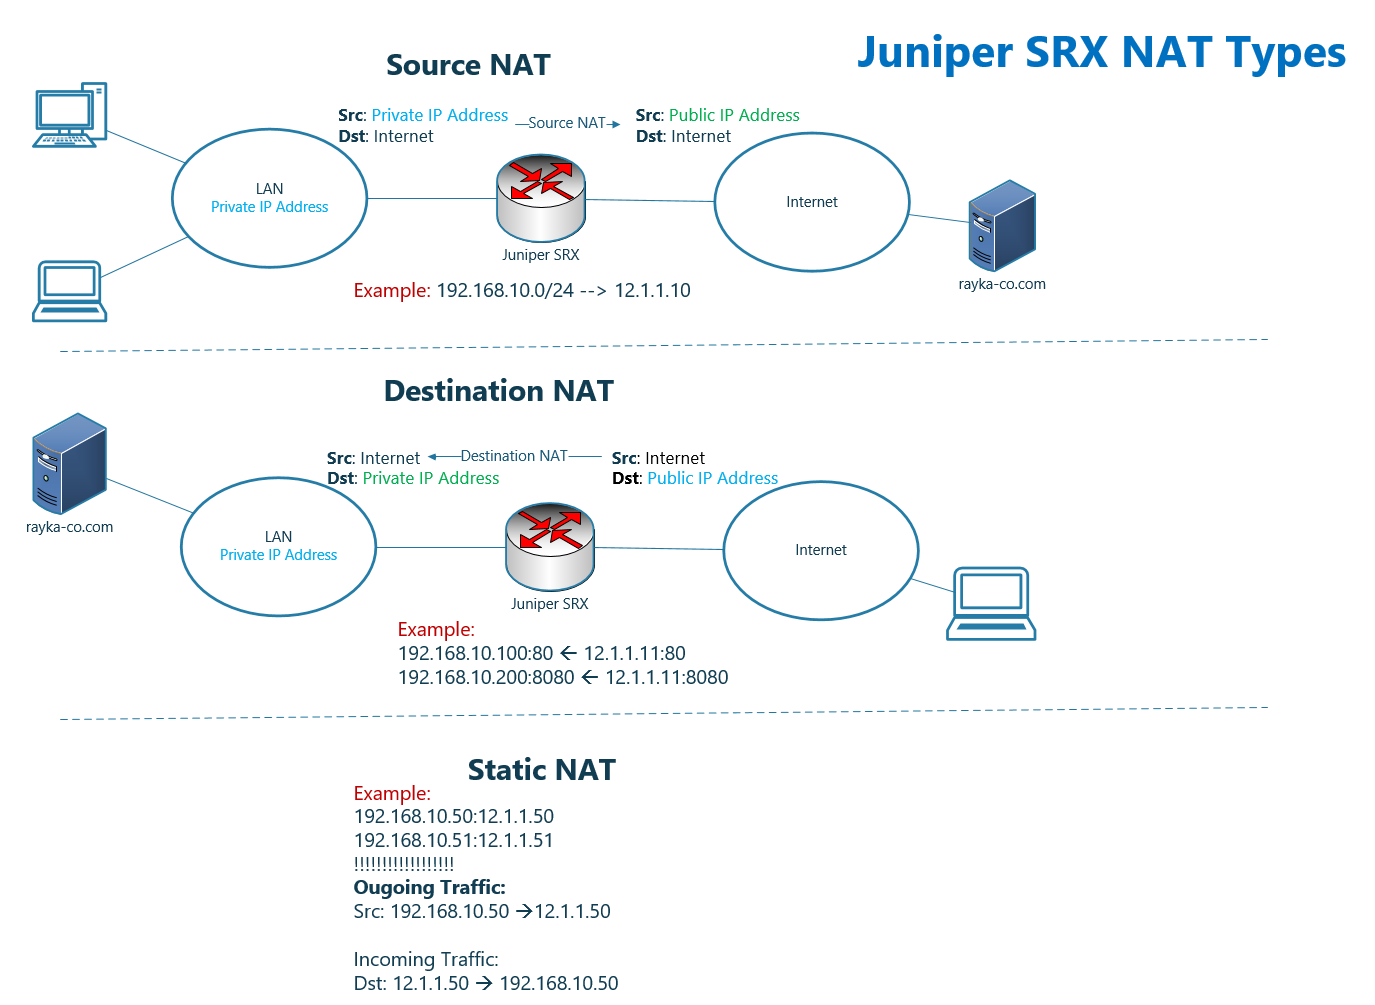 Juniper SRX NAT Types
Source NAT
Src: Private IP Address
Dst: Internet
Source NAT
Src: Public IP Address
Dst: Internet
LAN
Private IP Address
Juniper SRX
Internet
rayka-co.com
Example: 192.168.10.0/24 --> 12.1.1.10
Destination NAT
Src: Internet
Dst: Private IP Address
Destination NAT
Src: Internet
Dst: Public IP Address
rayka-co.com
LAN
Private IP Address
Juniper SRX
Internet
Example:
192.168.10.100:80 ← 12.1.1.11:80
192.168.10.200:8080 ← 12.1.1.11:8080
Static NAT
Example:
192.168.10.50:12.1.1.50
192.168.10.51:12.1.1.51
!!!!!!!!!!!!!!!!!!
Ougoing Traffic:
Src: 192.168.10.50 →12.1.1.50
Incoming Traffic:
Dst: 12.1.1.50 → 192.168.10.50